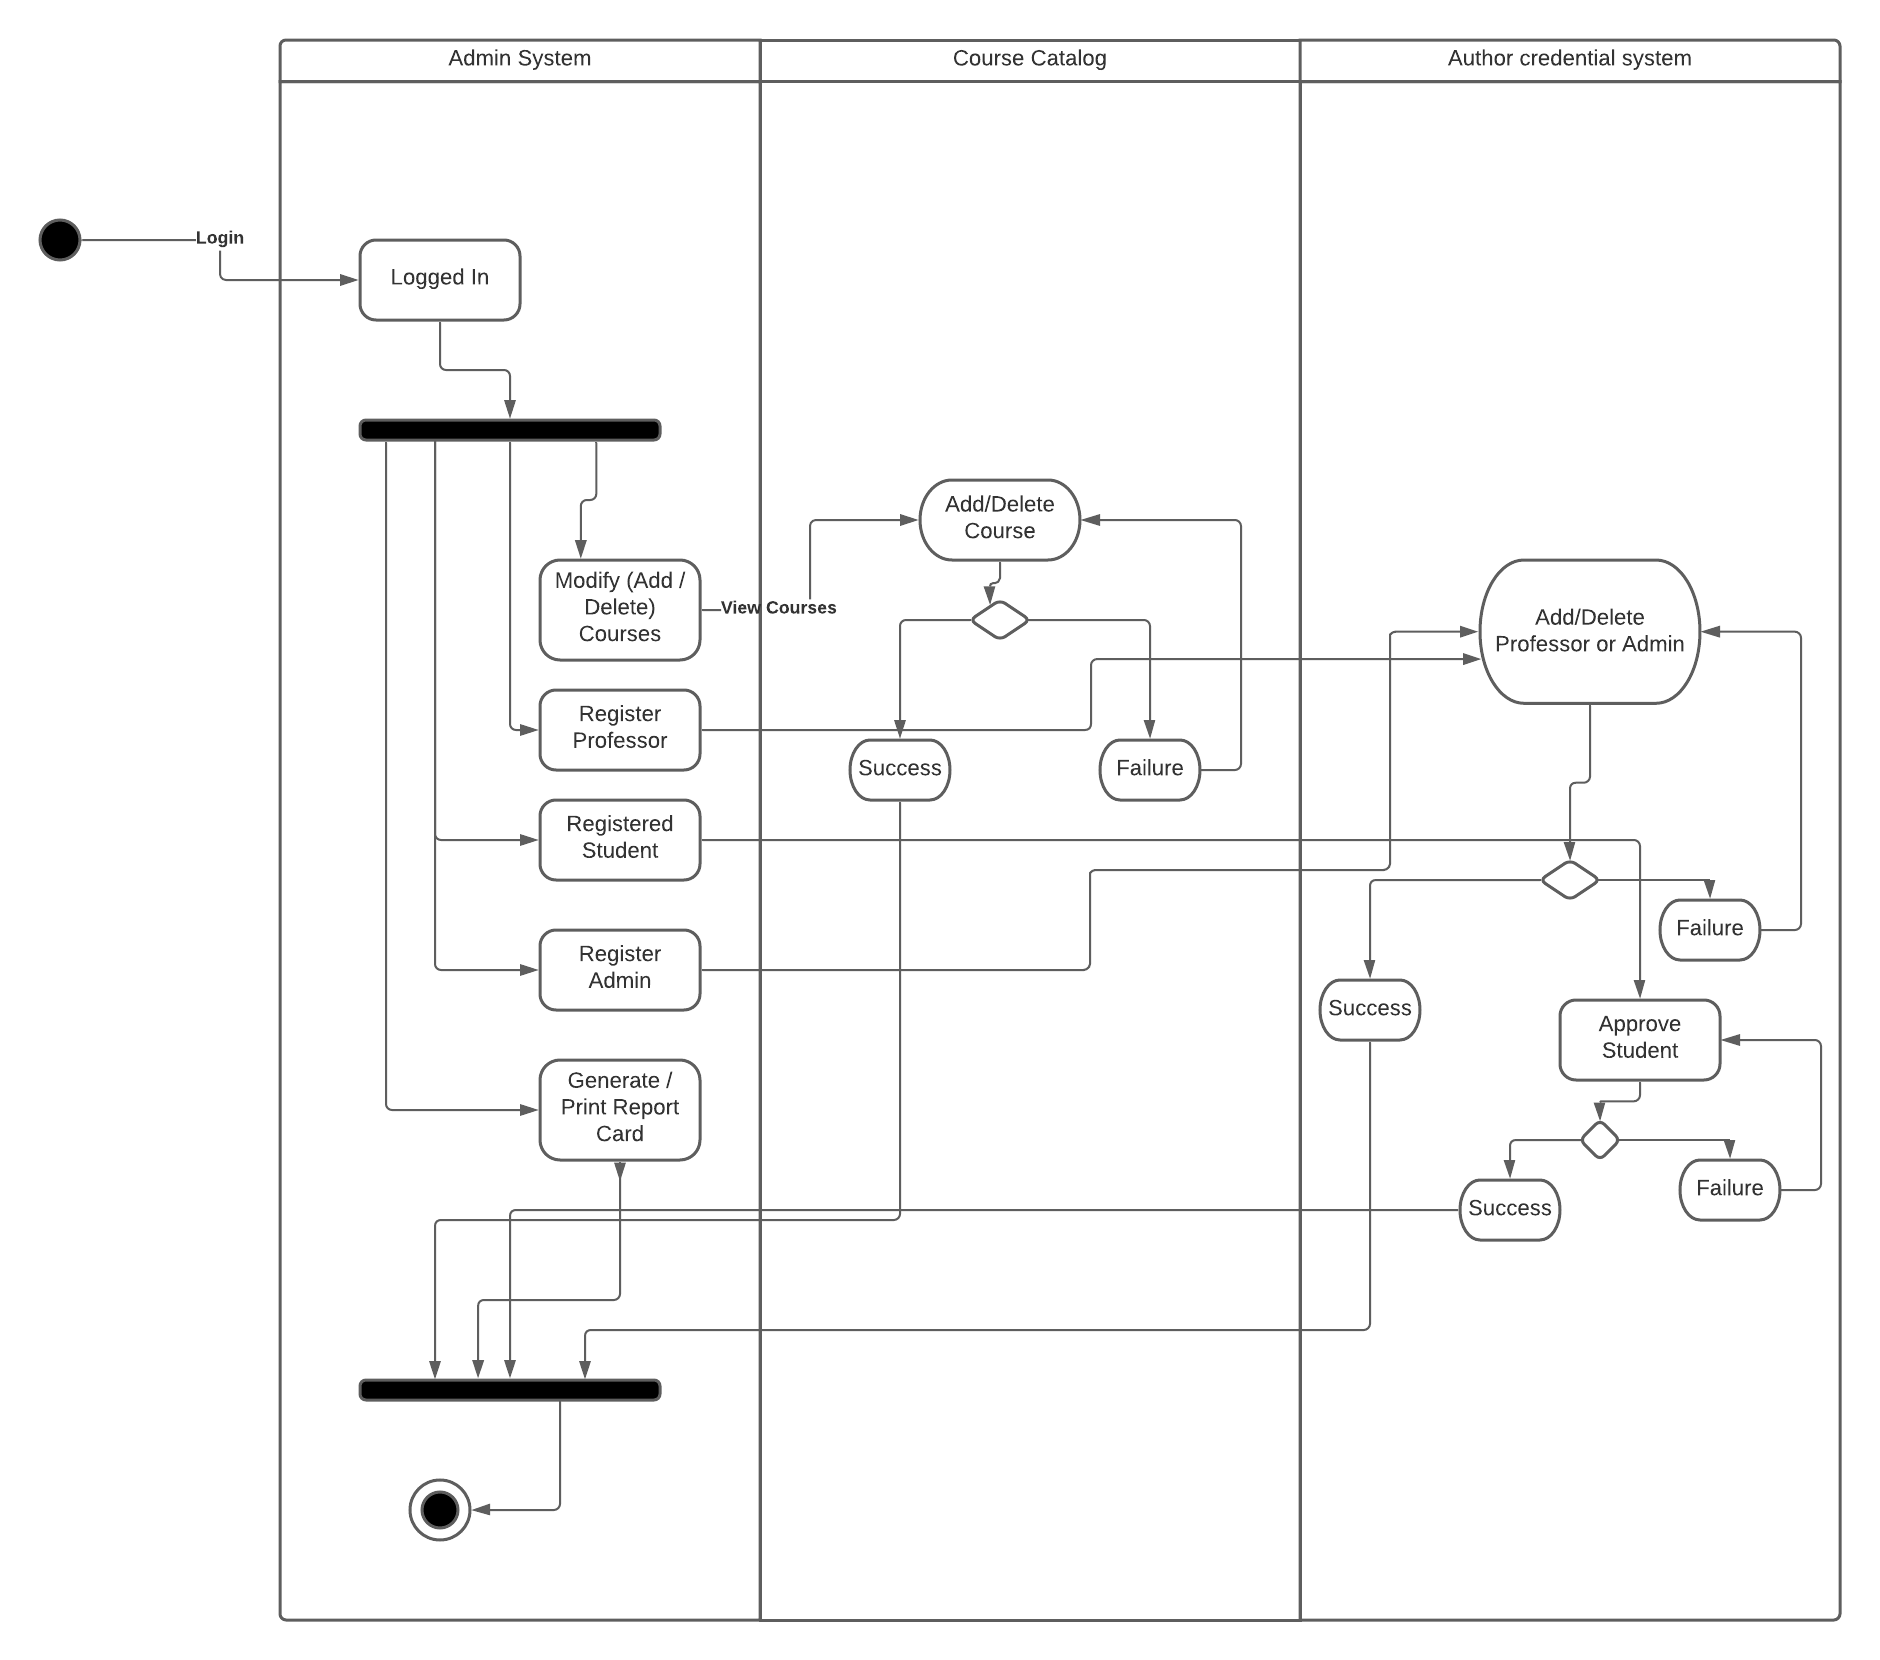 Admin System
Course Catalog
Author credential system
Login
Logged In
Add/Delete
Course
Modify (Add /
Delete)
Courses
View Courses
Add/Delete
Professor or Admin
Register
Professor
Success
Failure
Registered
Student
Failure
Register
Admin
Success
Approve
Student
Generate /
Print Report
Card
Success
Failure